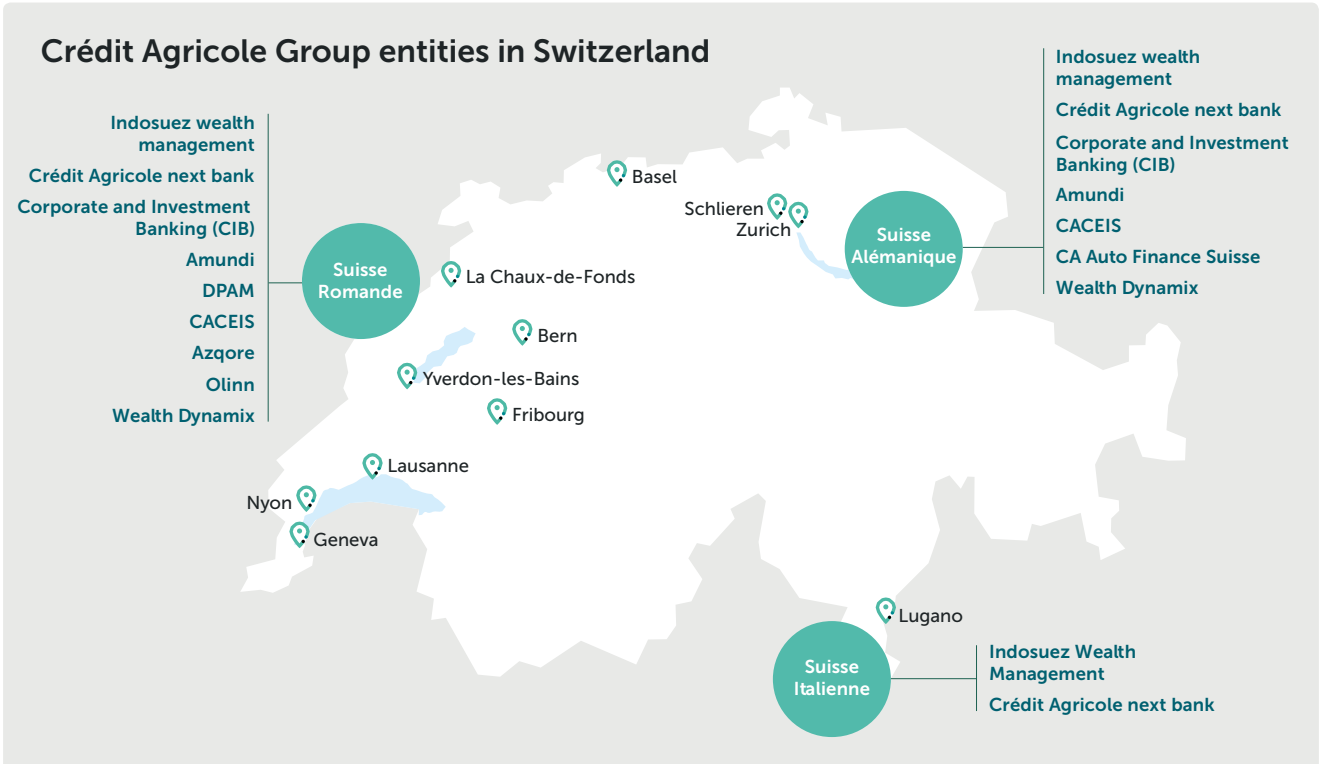 Crédit Agricole Group entities in Switzerland
Indosuez wealth
management
Crédit Agricole next bank
Corporate and Investment
Banking (CIB)
Amundi
DPAM
CACEIS
Azqore
Olinn
Wealth Dynamix
Suisse
Romande
Indosuez wealth
management
Crédit Agricole next bank
Corporate and Investment
Banking (CIB)
Amundi
CACEIS
CA Auto Finance Suisse
Wealth Dynamix
Suisse
Alémanique
Basel
Schlieren
Zurich
La Chaux-de-Fonds
Bern
Yverdon-les-Bains
Fribourg
Lausanne
Nyon
Geneva
Lugano
Suisse
Italienne
Indosuez Wealth
Management
Crédit Agricole next bank